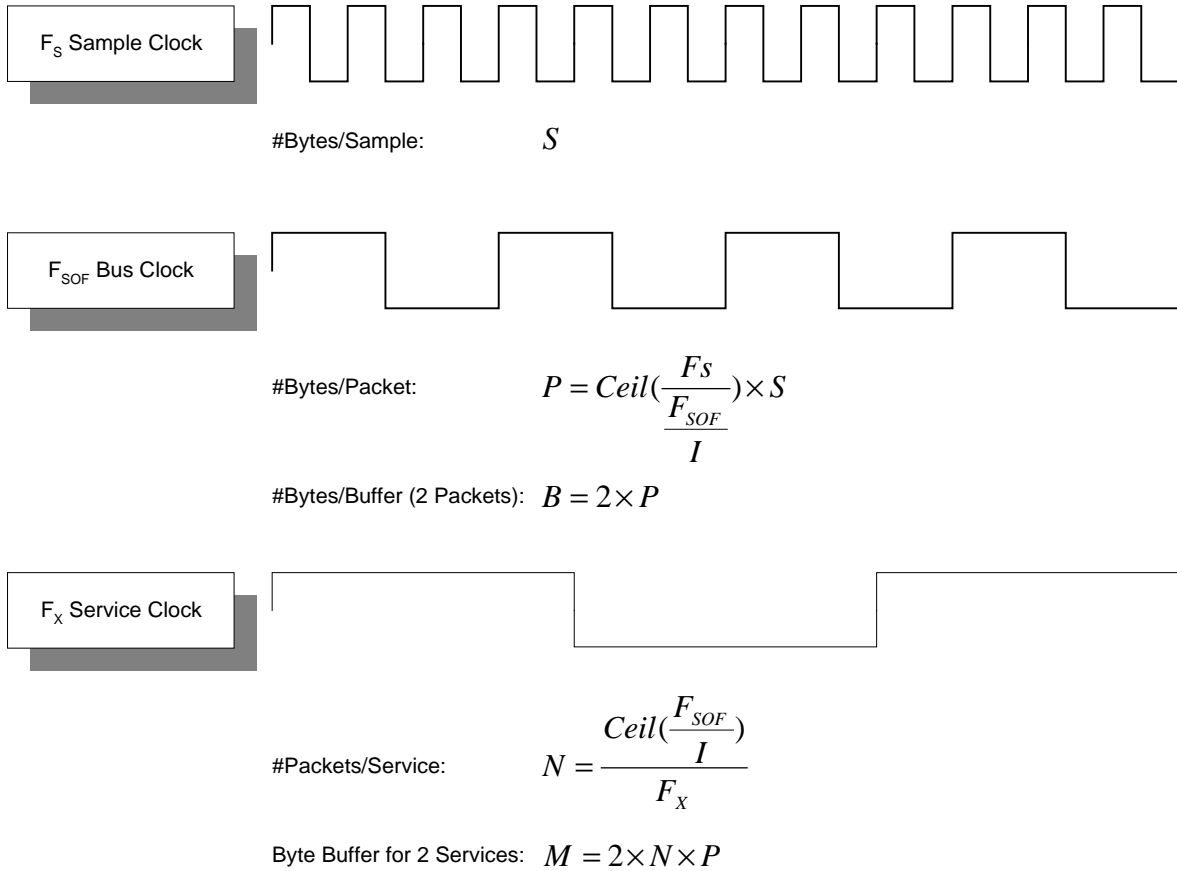 F_S Sample Clock
#Bytes/Sample: S
F_SOF Bus Clock
#Bytes/Packet: P = Ceil(Fs / (F_SOF / I)) × S
#Bytes/Buffer (2 Packets): B = 2 × P
F_X Service Clock
#Packets/Service: N = Ceil(F_SOF / I) / F_X
Byte Buffer for 2 Services: M = 2 × N × P